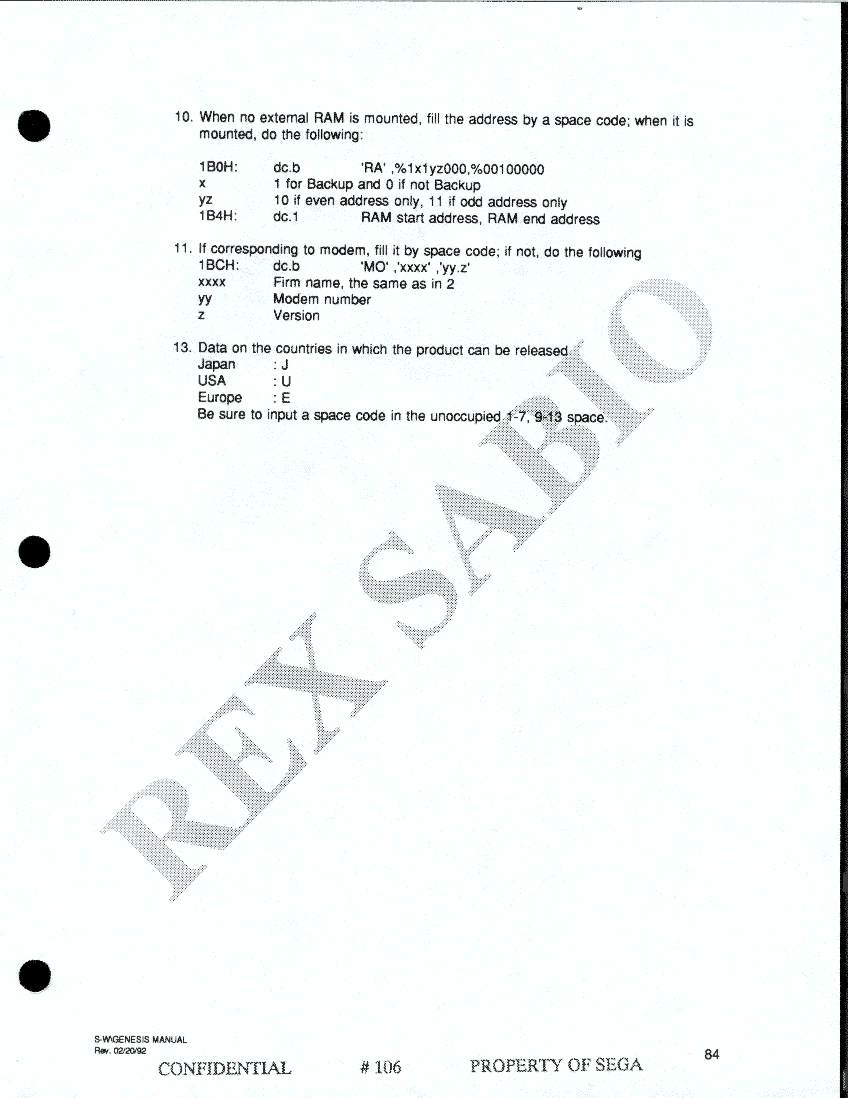 10. When no external RAM is mounted, fill the address by a space code; when it is
mounted, do the following:
1B0H: dc.b 'RA' ,%1x1yz000,%00100000
x 1 for Backup and 0 if not Backup
yz 10 if even address only, 11 if odd address only
1B4H: dc.1 RAM start address, RAM end address
11. If corresponding to modem, fill it by space code; if not, do the following
1BCH: dc.b 'MO' ,'xxxx' ,'yy.z'
xxxx Firm name, the same as in 2
yy Modem number
z Version
13. Data on the countries in which the product can be released.
Japan : J
USA : U
Europe : E
Be sure to input a space code in the unoccupied 1-7, 9-13 space.
REX SABIO
S-W\GENESIS MANUAL
Rev. 02/20/92
84
CONFIDENTIAL # 106 PROPERTY OF SEGA